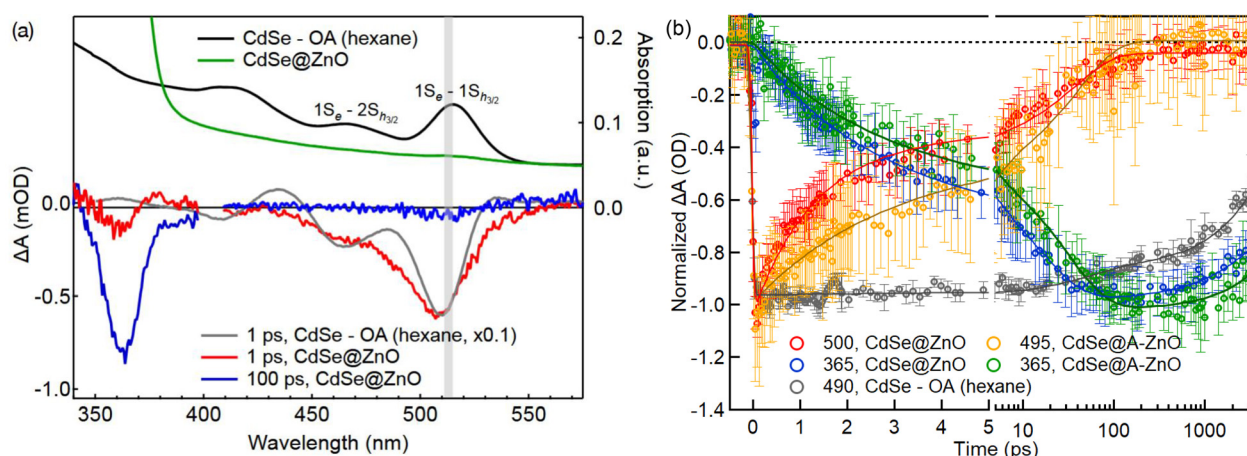 (a)
CdSe - OA (hexane)
CdSe@ZnO
1Se - 2Sh3/2
1Se - 1Sh3/2
0.2
0.1
0.0
Absorption (a.u.)
0.0
-0.5
-1.0
ΔA (mOD)
1 ps, CdSe - OA (hexane, x0.1)
1 ps, CdSe@ZnO
100 ps, CdSe@ZnO
350
400
450
500
550
Wavelength (nm)
(b)
0.0
-0.2
-0.4
-0.6
-0.8
-1.0
-1.2
-1.4
Normalized ΔA (OD)
500, CdSe@ZnO
495, CdSe@A-ZnO
365, CdSe@ZnO
365, CdSe@A-ZnO
490, CdSe - OA (hexane)
0
1
2
3
4
5
10
100
1000
Time (ps)